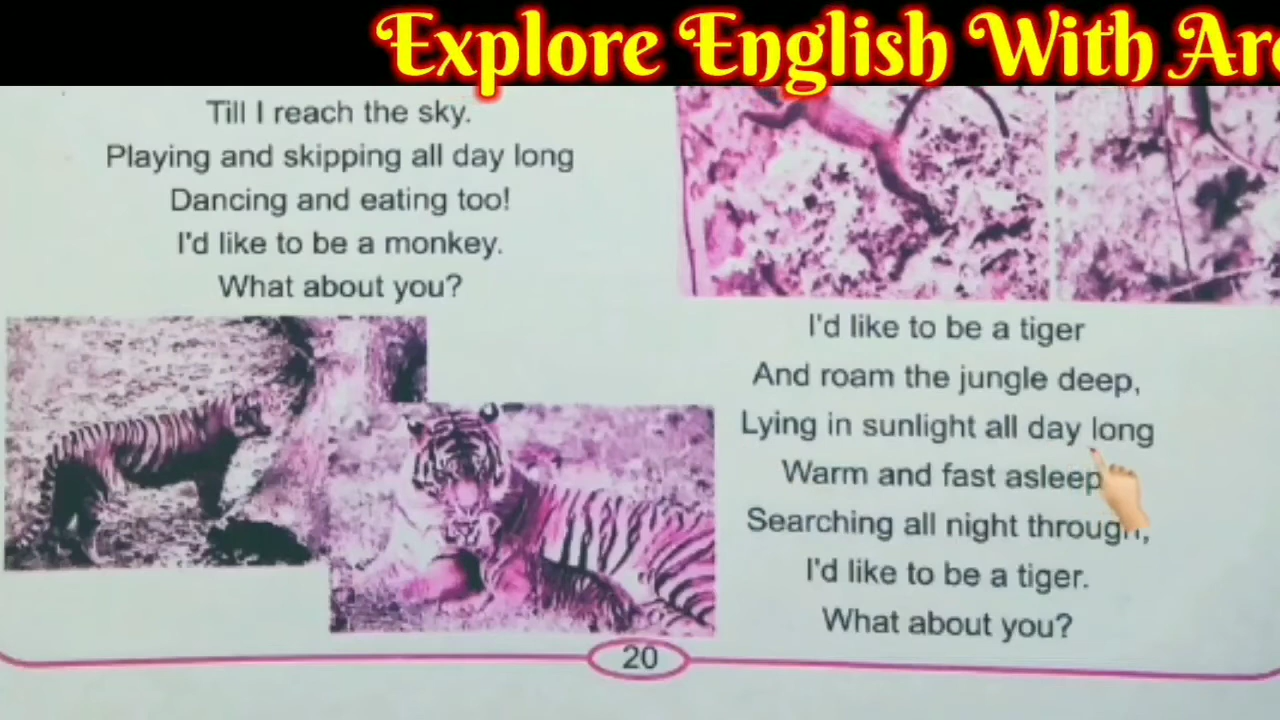 Explore English With
Till I reach the sky.
Playing and skipping all day long
Dancing and eating too!
I'd like to be a monkey.
What about you?
I'd like to be a tiger
And roam the jungle deep,
Lying in sunlight all day long
Warm and fast asleep
Searching all night through,
I'd like to be a tiger.
What about you?
20